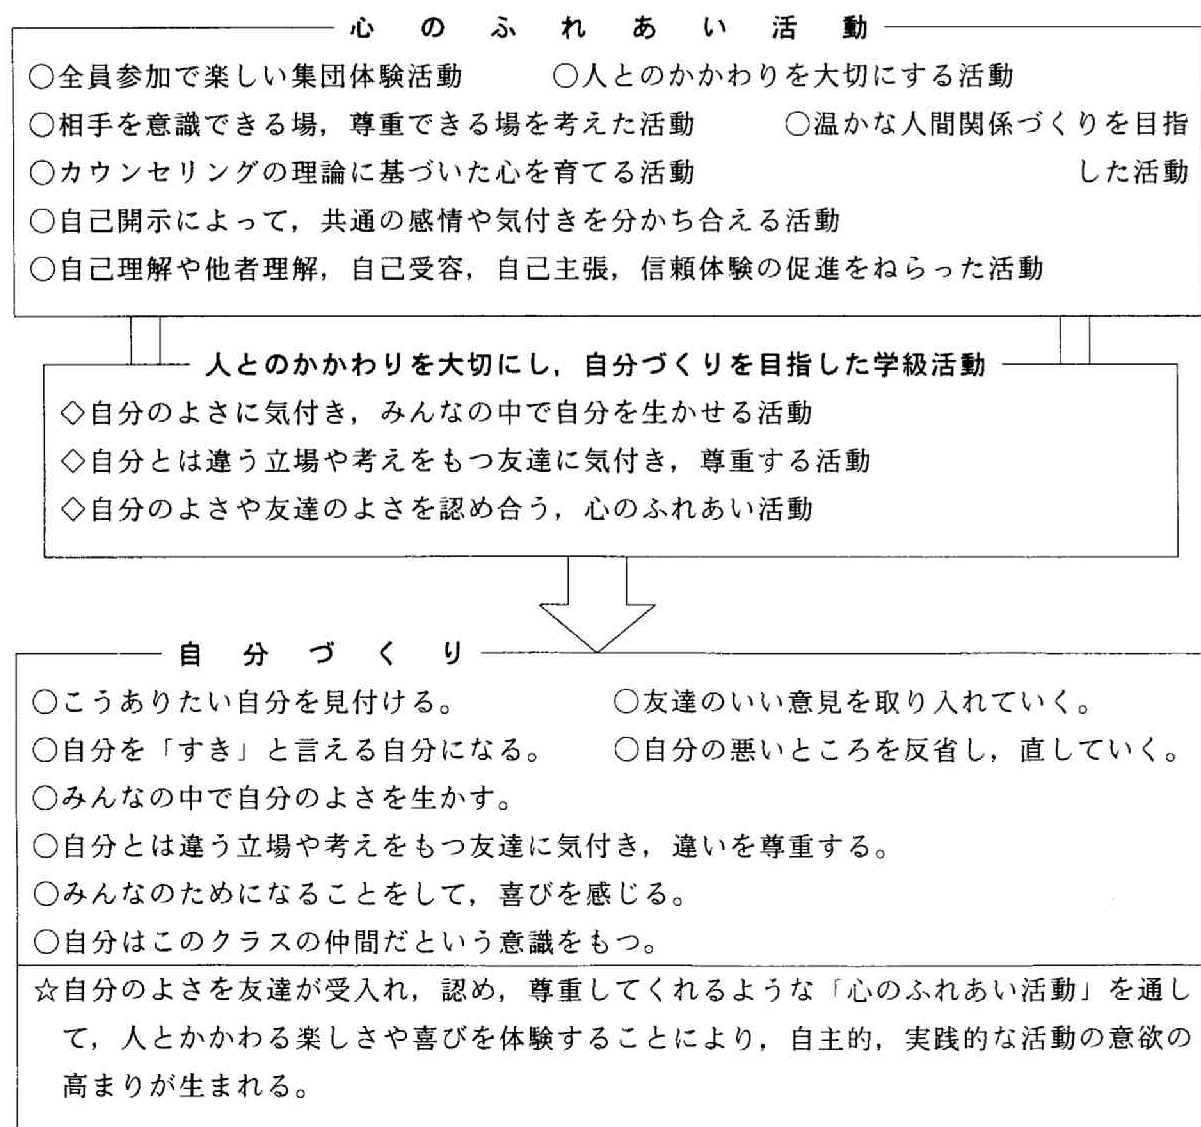 心のふれあい活動
○全員参加で楽しい集団体験活動　○人とのかかわりを大切にする活動
○相手を意識できる場，尊重できる場を考えた活動　○温かな人間関係づくりを目指
○カウンセリングの理論に基づいた心を育てる活動　した活動
○自己開示によって，共通の感情や気付きを分かち合える活動
○自己理解や他者理解，自己受容，自己主張，信頼体験の促進をねらった活動
人とのかかわりを大切にし，自分づくりを目指した学級活動
◇自分のよさに気付き，みんなの中で自分を生かせる活動
◇自分とは違う立場や考えをもつ友達に気付き，尊重する活動
◇自分のよさや友達のよさを認め合う，心のふれあい活動
自分づくり
○こうありたい自分を見付ける。　○友達のいい意見を取り入れていく。
○自分を「すき」と言える自分になる。　○自分の悪いところを反省し，直していく。
○みんなの中で自分のよさを生かす。
○自分とは違う立場や考えをもつ友達に気付き，違いを尊重する。
○みんなのためになることをして，喜びを感じる。
○自分はこのクラスの仲間だという意識をもつ。
☆自分のよさを友達が受入れ，認め，尊重してくれるような「心のふれあい活動」を通し
て，人とかかわる楽しさや喜びを体験することにより，自主的，実践的な活動の意欲の
高まりが生まれる。